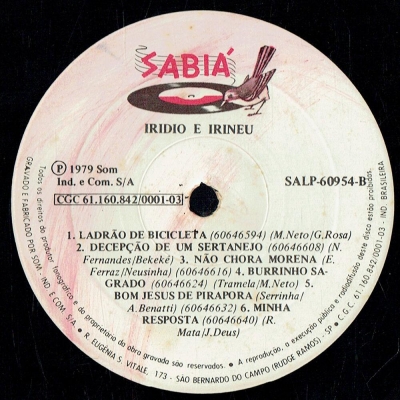 SABIÁ
IRIDIO E IRINEU
Ⓟ 1979 Som
Ind. e Com. S/A
CGC 61.160.842/0001-03
SALP-60954-B
1. LADRÃO DE BICICLETA (60646594) (M.Neto/G.Rosa)
2. DECEPÇÃO DE UM SERTANEJO (60646608) (N.
Fernandes/Bekeké) 3. NÃO CHORA MORENA (E.
Ferraz/Neusinha) (60646616) 4. BURRINHO SA-
GRADO (60646624) (Tramela/M.Neto) 5.
BOM JESUS DE PIRAPORA (Serrinha/
A.Benatti) (60646632) 6. MINHA
RESPOSTA (60646640) (R.
Mata/J.Deus)
Todos os direitos do produtor fonográfico e do proprietário da obra gravada são reservados. • A reprodução, a execução pública e radiodifusão deste disco estão proibidas.
GRAVADO E FABRICADO POR SOM - IND. E COM. S/A. - R. EUGÊNIA S. VITALE, 173 - SÃO BERNARDO DO CAMPO (RUDGE RAMOS) - SP - C.G.C. 61.160.842/0001-03 - IND. BRASILEIRA